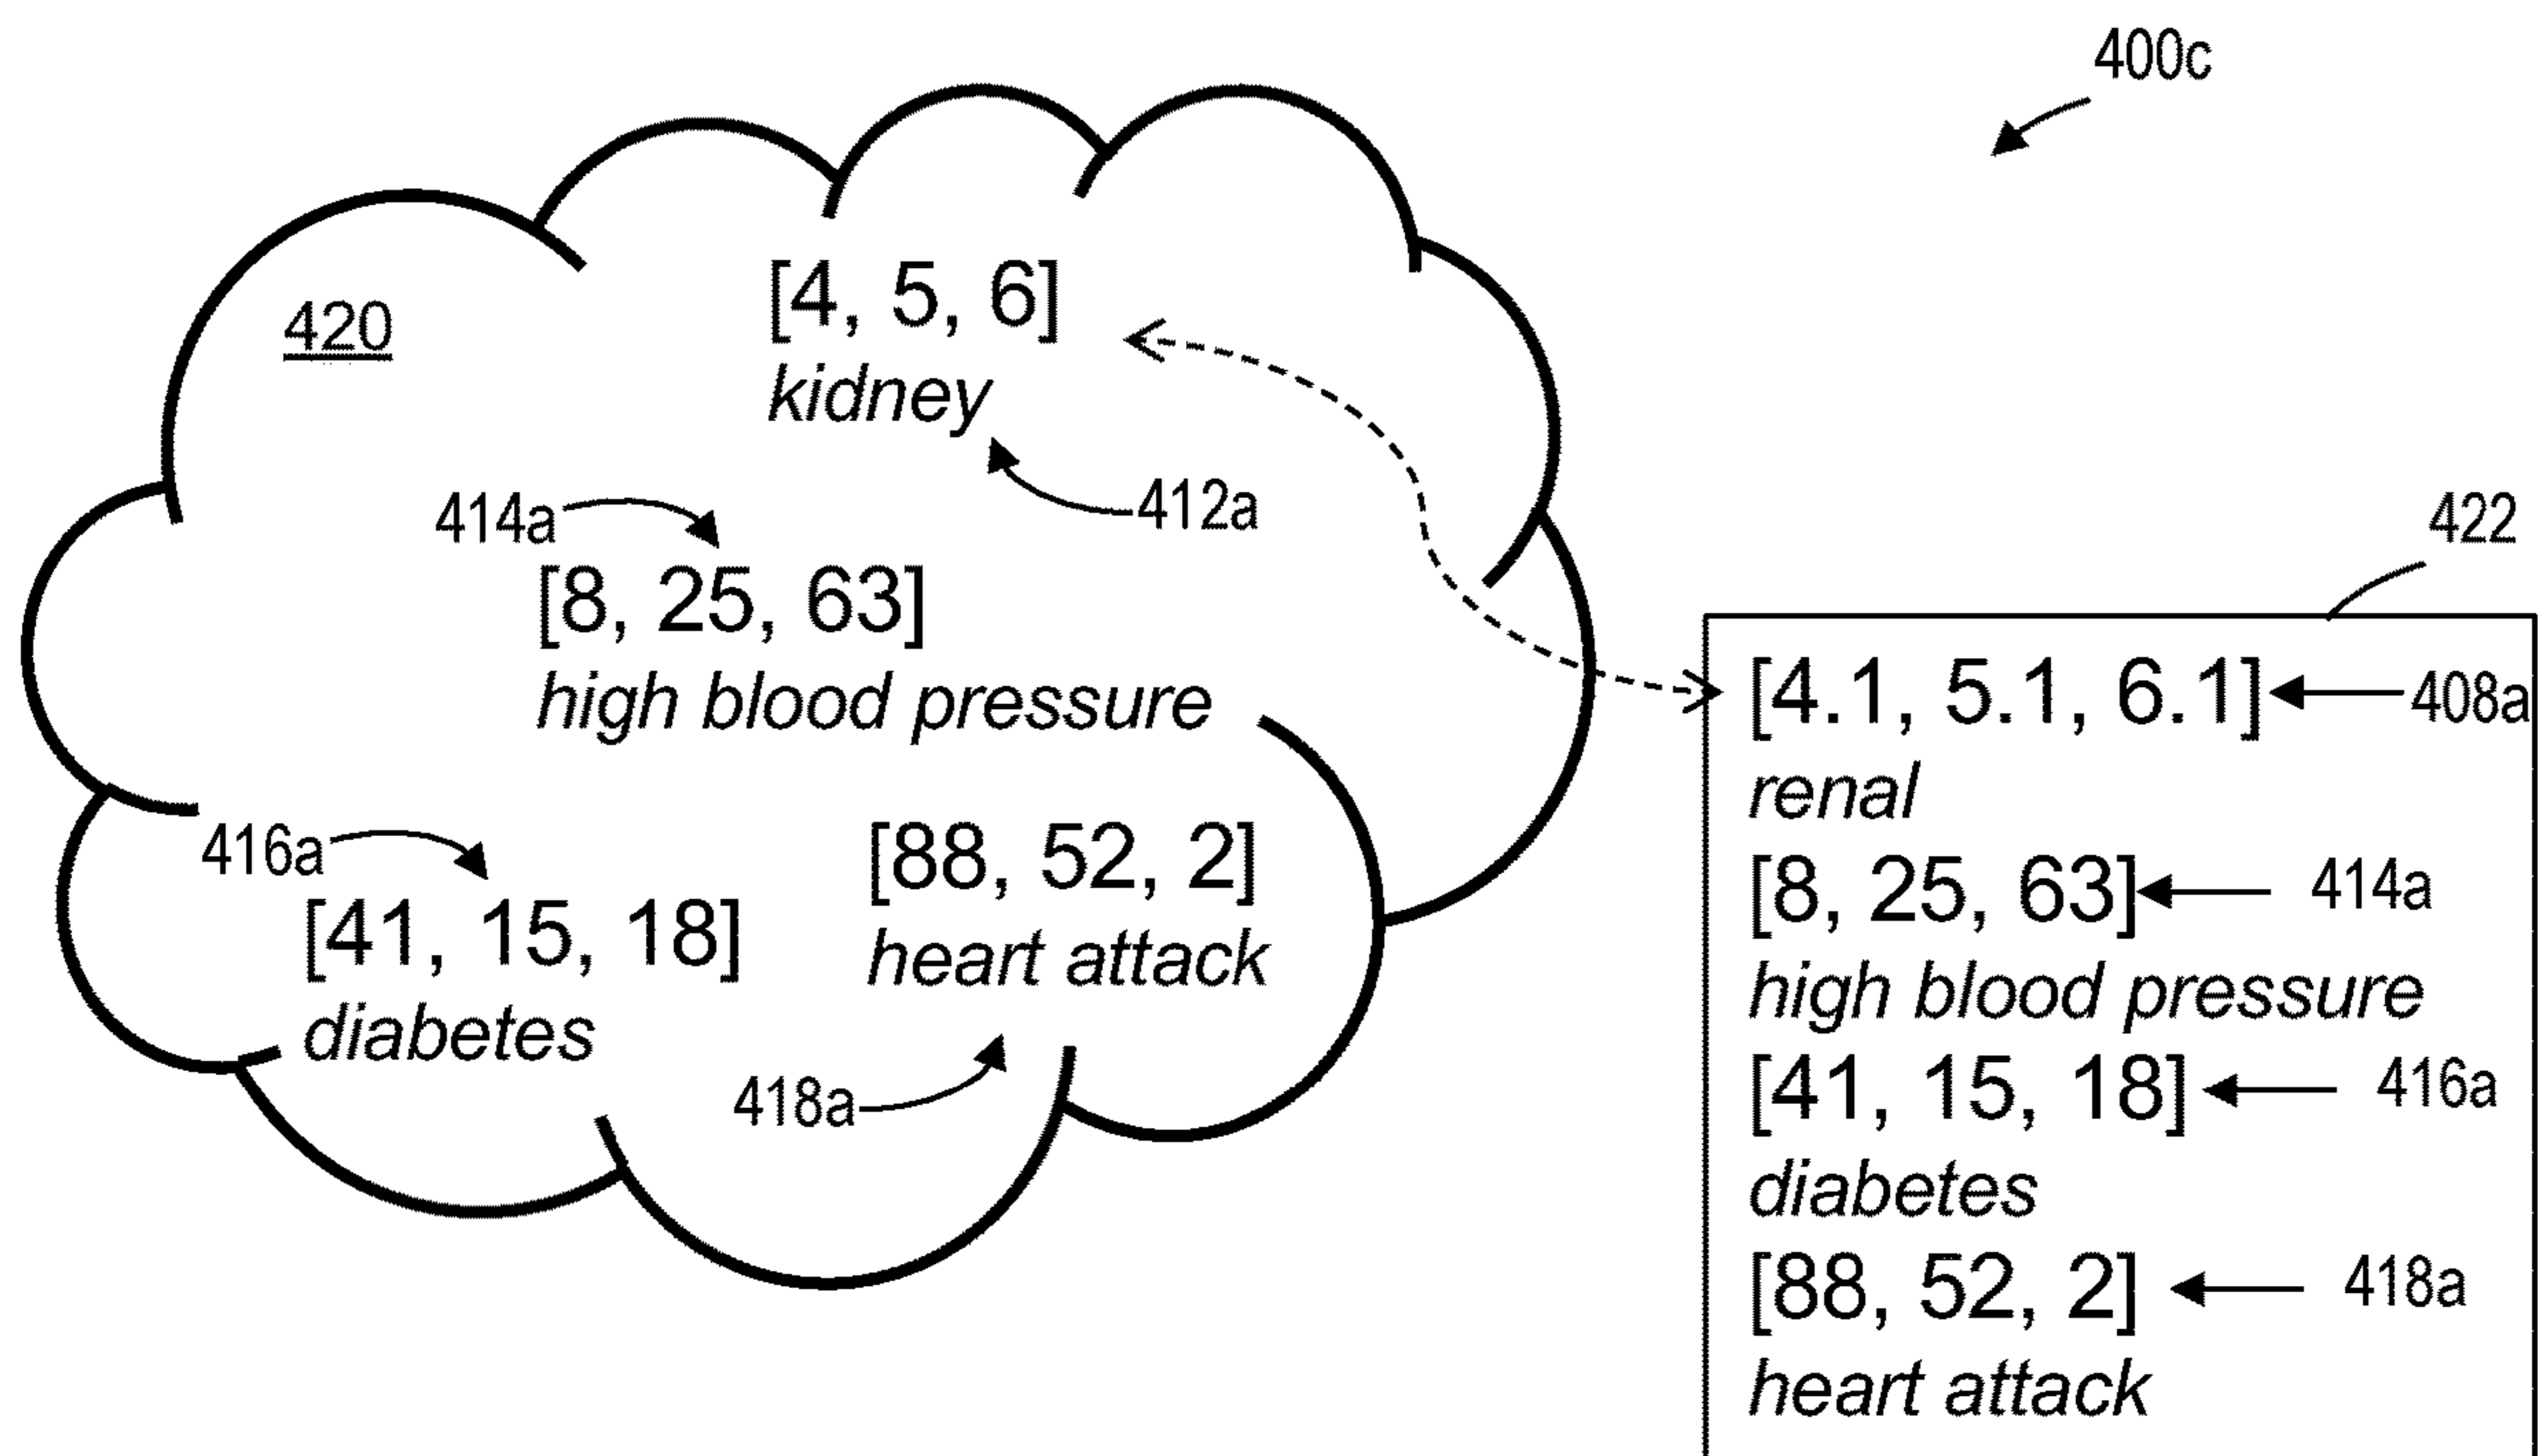 400c
420
[4, 5, 6]
kidney
412a
414a
[8, 25, 63]
high blood pressure
416a
[41, 15, 18]
diabetes
[88, 52, 2]
heart attack
418a
422
[4.1, 5.1, 6.1]
408a
renal
[8, 25, 63]
414a
high blood pressure
[41, 15, 18]
416a
diabetes
[88, 52, 2]
418a
heart attack